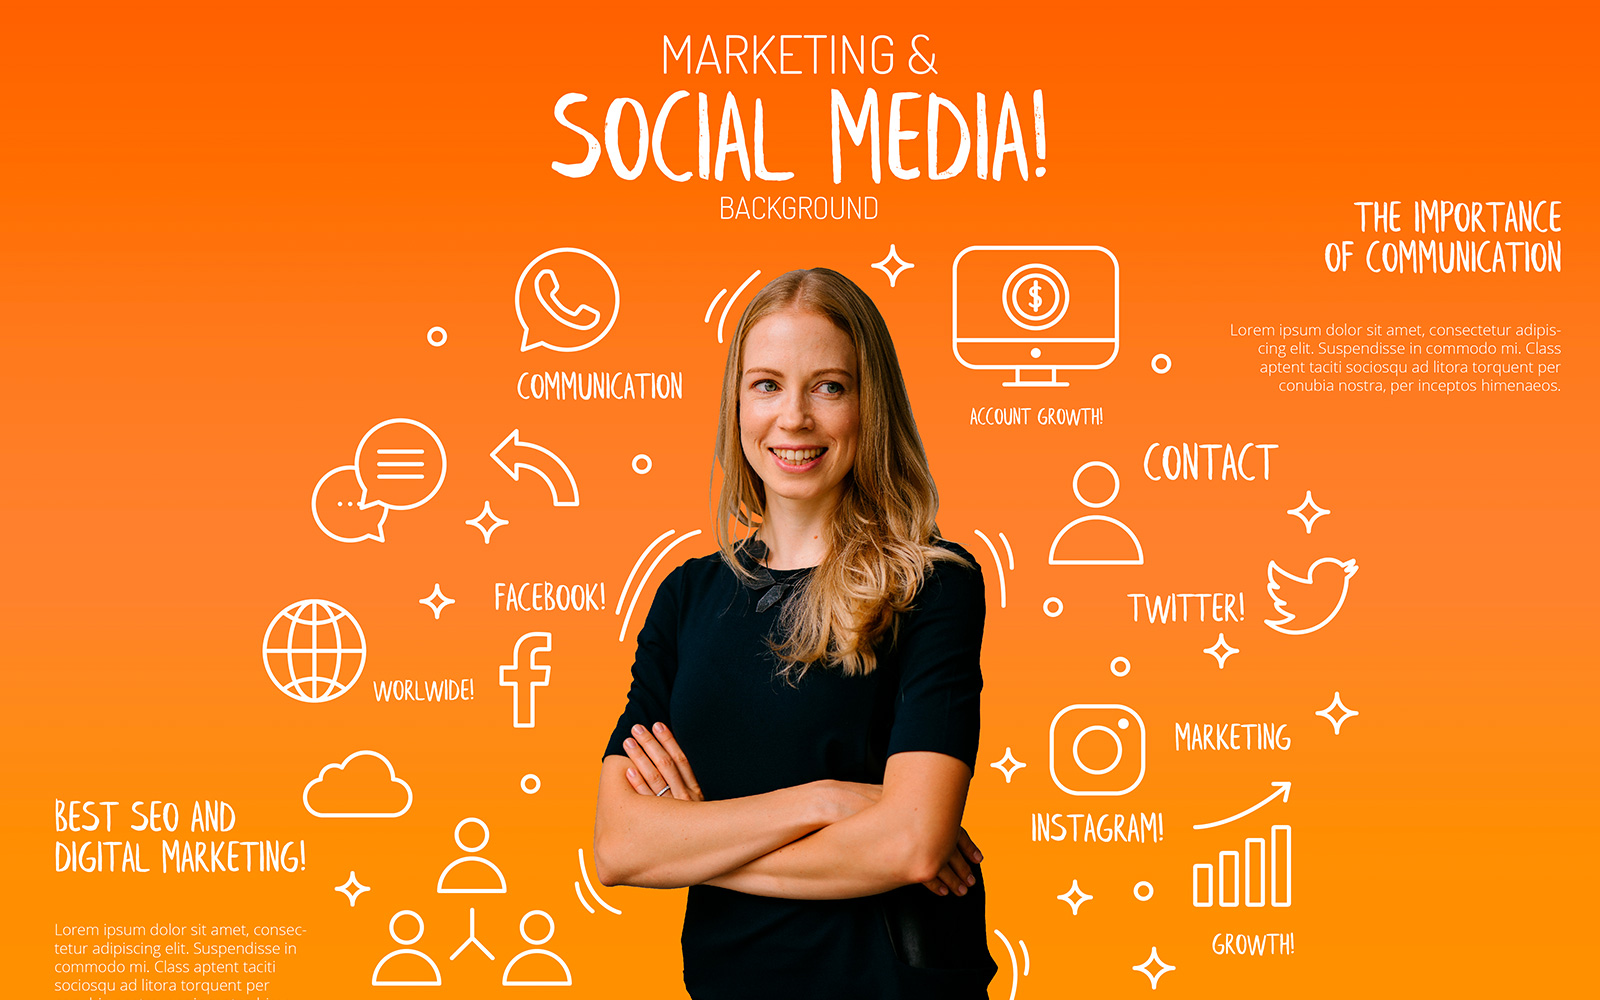 MARKETING &
SOCIAL MEDIA!
BACKGROUND
THE IMPORTANCE
OF COMMUNICATION
Lorem ipsum dolor sit amet, consectetur adipis-
cing elit. Suspendisse in commodo mi. Class
aptent taciti sociosqu ad litora torquent per
conubia nostra, per inceptos himenaeos.
$
COMMUNICATION
ACCOUNT GROWTH!
CONTACT
FACEBOOK!
TWITTER!
WORLWIDE!
MARKETING
INSTAGRAM!
GROWTH!
BEST SEO AND
DIGITAL MARKETING!
Lorem ipsum dolor sit amet, consec-
tetur adipiscing elit. Suspendisse in
commodo mi. Class aptent taciti
sociosqu ad litora torquent per